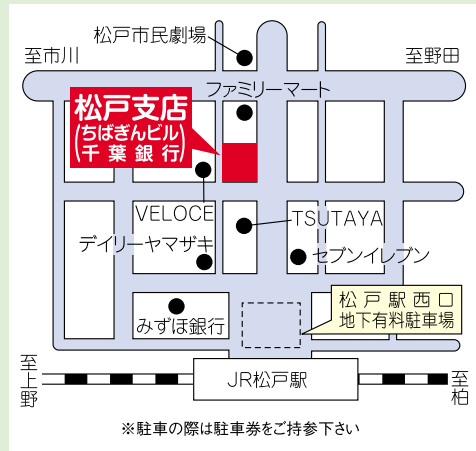 松戸市民劇場
至市川
至野田
ファミリーマート
松戸支店
(ちばぎんビル)
(千葉銀行)
VELOCE
TSUTAYA
デイリーヤマザキ
セブンイレブン
松戸駅西口
地下有料駐車場
みずほ銀行
至上野
JR松戸駅
至柏
※駐車の際は駐車券をご持参下さい